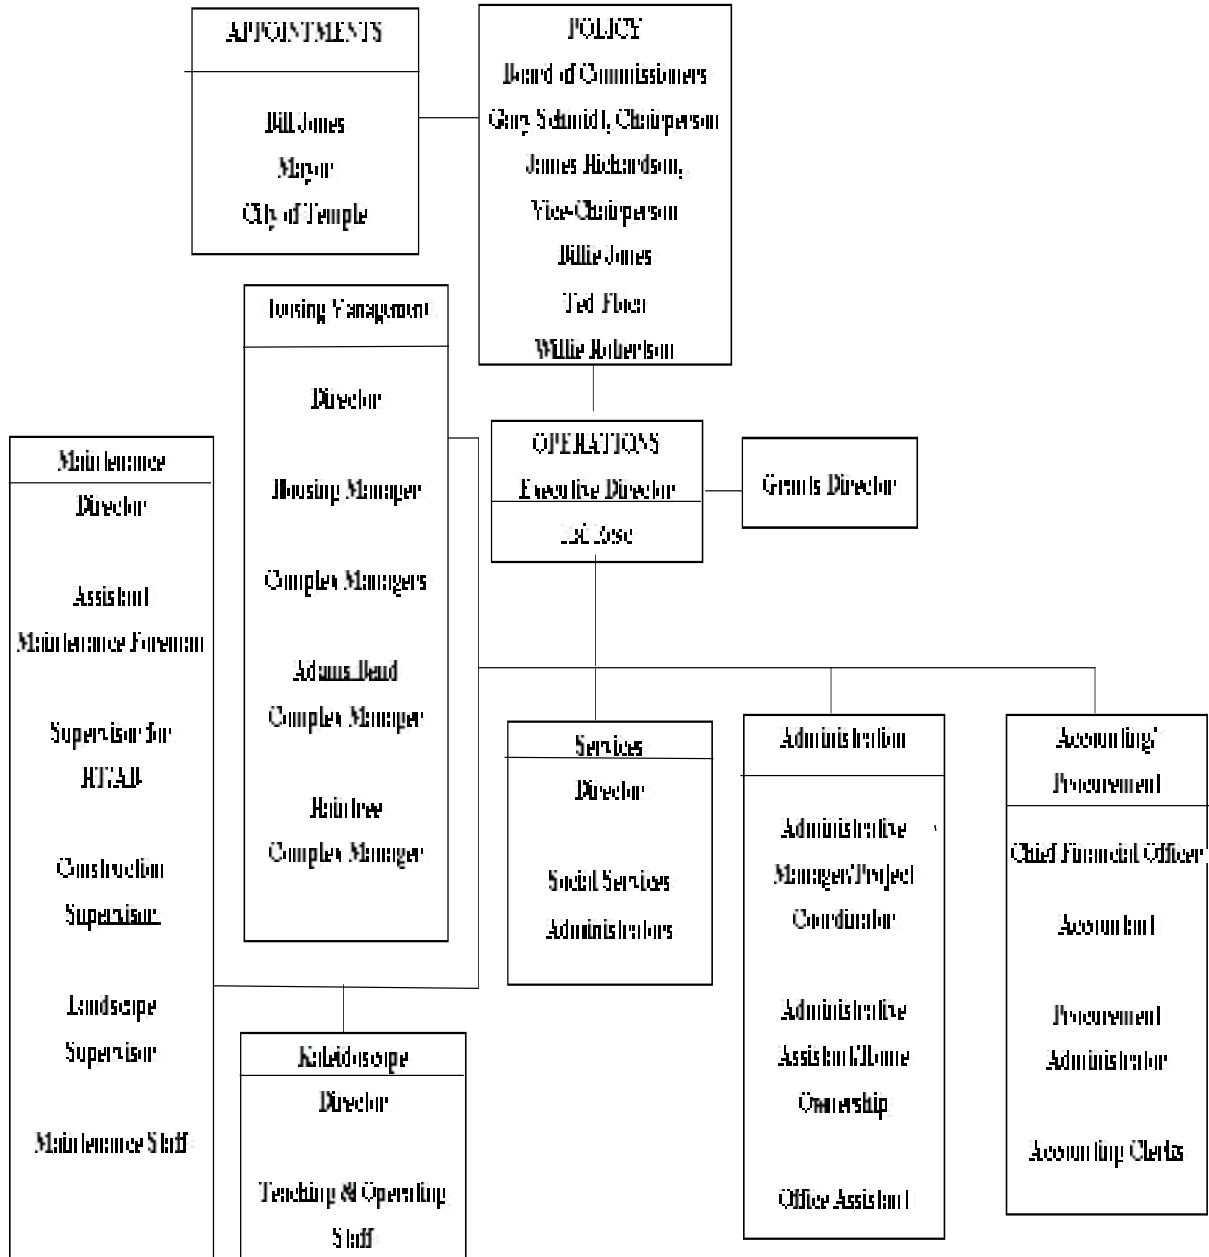 APPOINTMENTS
Bill Jones
Mayor
City of Temple
POLICY
Board of Commissioners
Gary Schmidt, Chairperson
James Richardson,
Vice-Chairperson
Billie Jones
Ted
Willie Robertson
Housing Management
Director
Housing Manager
Complex Managers
Adams Bend
Complex Manager
Raintree
Complex Manager
OPERATIONS
Executive Director
Grants Director
Maintenance
Director
Assistant
Maintenance Foreman
Supervisor for
Construction
Supervisor
Landscape
Supervisor
Maintenance Staff
Kaleidoscope
Director
Teaching & Operating
Staff
Services
Director
Social Services
Administrators
Administration
Administrative
Manager/Project
Coordinator
Administrative
Assistant/Home
Ownership
Office Assistant
Accounting/
Procurement
Chief Financial Officer
Accountant
Procurement
Administrator
Accounting Clerks